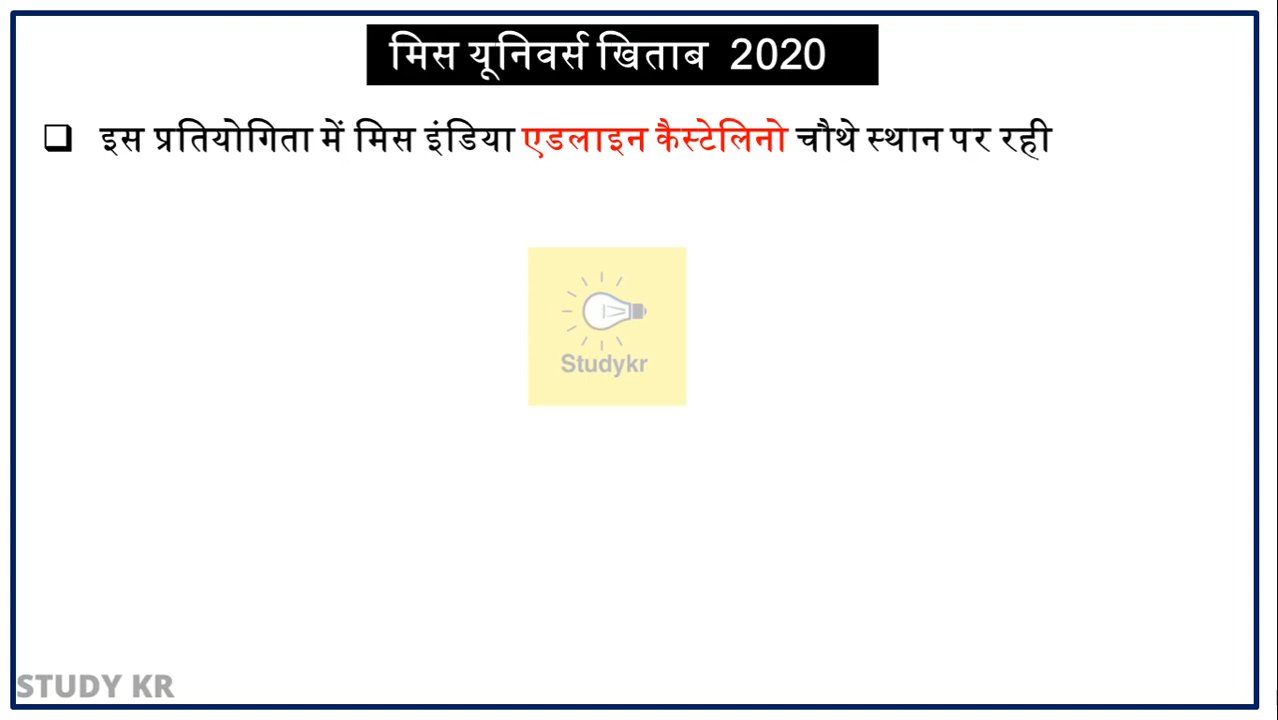 मिस यूनिवर्स खिताब 2020
इस प्रतियोगिता में मिस इंडिया एडलाइन कैस्टेलिनो चौथे स्थान पर रही
Studykr
STUDY KR